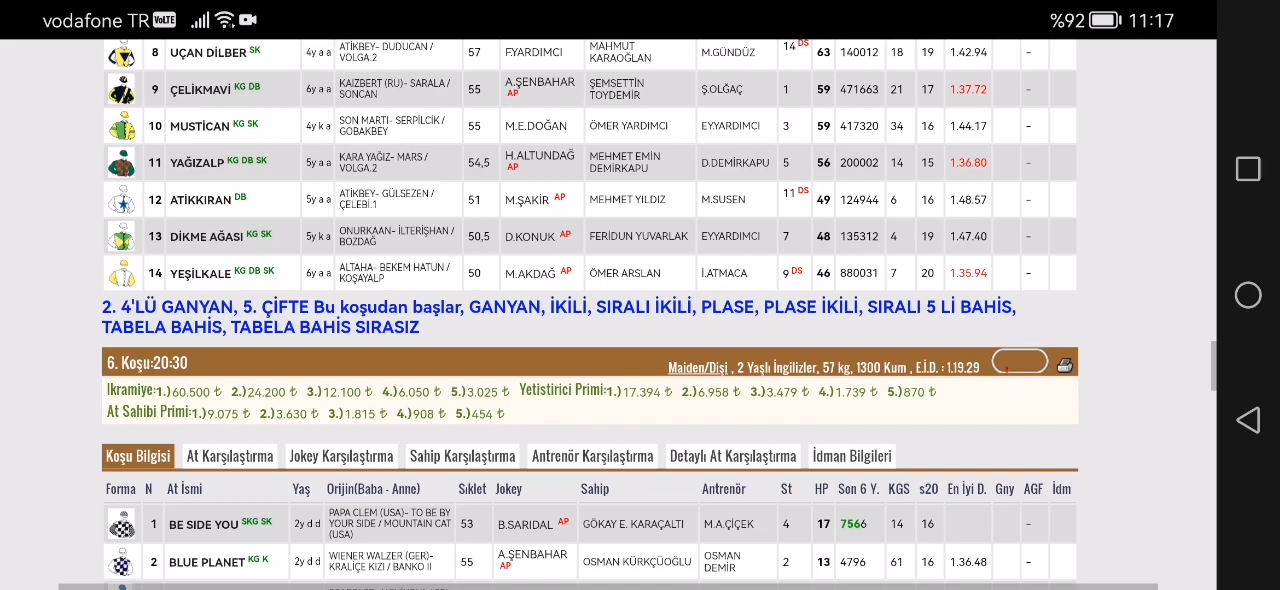 vodafone TR VoLTE %92 11:17
8 UÇAN DİLBER SK 4y a a ATİKBEY- DUDUCAN / VOLGA.2 57 F.YARDIMCI MAHMUT KARAOĞLAN M.GÜNDÜZ 14 DS 63 140012 18 19 1.42.94 -
9 ÇELİKMAVİ KG DB 6y a a KAIZBERT (RU)- SARALA / SONCAN 55 A.ŞENBAHAR AP ŞEMSETTİN TOYDEMİR Ş.OLĞAÇ 1 59 471663 21 17 1.37.72 -
10 MUSTİCAN KG SK 4y k a SON MARTI- SERPİLCİK / GOBAKBEY 55 M.E.DOĞAN ÖMER YARDIMCI EY.YARDIMCI 3 59 417320 34 16 1.44.17 -
11 YAĞIZALP KG DB SK 5y a a KARA YAĞIZ- MARS / VOLGA.2 54,5 H.ALTUNDAĞ AP MEHMET EMİN DEMİRKAPU D.DEMİRKAPU 5 56 200002 14 15 1.36.80 -
12 ATİKKIRAN DB 5y a a ATİKBEY- GÜLSEZEN / ÇELEBİ.1 51 M.ŞAKİR AP MEHMET YILDIZ M.SUSEN 11 DS 49 124944 6 16 1.48.57 -
13 DİKME AĞASI KG SK 5y k a ONURKAAN- İLTERİŞHAN / BOZDAĞ 50,5 D.KONUK AP FERİDUN YUVARLAK EY.YARDIMCI 7 48 135312 4 19 1.47.40 -
14 YEŞİLKALE KG DB SK 6y a a ALTAHA- BEKEM HATUN / KOŞAYALP 50 M.AKDAĞ AP ÖMER ARSLAN İ.ATMACA 9 DS 46 880031 7 20 1.35.94 -
2. 4'LÜ GANYAN, 5. ÇİFTE Bu koşudan başlar, GANYAN, İKİLİ, SIRALI İKİLİ, PLASE, PLASE İKİLİ, SIRALI 5 Lİ BAHİS,
TABELA BAHİS, TABELA BAHİS SIRASIZ
6. Koşu:20:30 Maiden/Dişi , 2 Yaşlı İngilizler, 57 kg, 1300 Kum , E.İ.D. : 1.19.29
Ikramiye:1.)60.500 ₺ 2.)24.200 ₺ 3.)12.100 ₺ 4.)6.050 ₺ 5.)3.025 ₺ Yetistirici Primi:1.)17.394 ₺ 2.)6.958 ₺ 3.)3.479 ₺ 4.)1.739 ₺ 5.)870 ₺
At Sahibi Primi:1.)9.075 ₺ 2.)3.630 ₺ 3.)1.815 ₺ 4.)908 ₺ 5.)454 ₺
Koşu Bilgisi At Karşılaştırma Jokey Karşılaştırma Sahip Karşılaştırma Antrenör Karşılaştırma Detaylı At Karşılaştırma İdman Bilgileri
Forma N At İsmi Yaş Orijin(Baba - Anne) Sıklet Jokey Sahip Antrenör St HP Son 6 Y. KGS s20 En İyi D. Gny AGF İdm
1 BE SIDE YOU SKG SK 2y d d PAPA CLEM (USA)- TO BE BY YOUR SIDE / MOUNTAIN CAT (USA) 53 B.SARIDAL AP GÖKAY E. KARAÇALTI M.A.ÇİÇEK 4 17 7566 14 16 -
2 BLUE PLANET KG K 2y d d WIENER WALZER (GER)- KRALİÇE KIZI / BANKO II 55 A.ŞENBAHAR AP OSMAN KÜRKÇÜOĞLU OSMAN DEMİR 2 13 4796 61 16 1.36.48 -